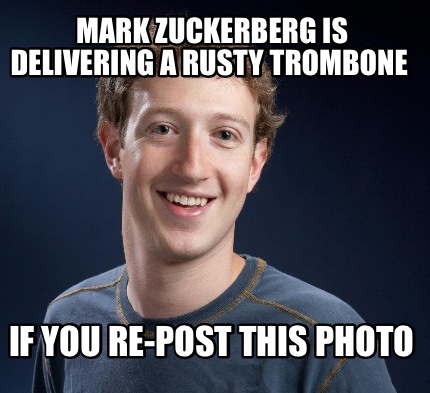 MARK ZUCKERBERG IS
DELIVERING A RUSTY TROMBONE
IF YOU RE-POST THIS PHOTO